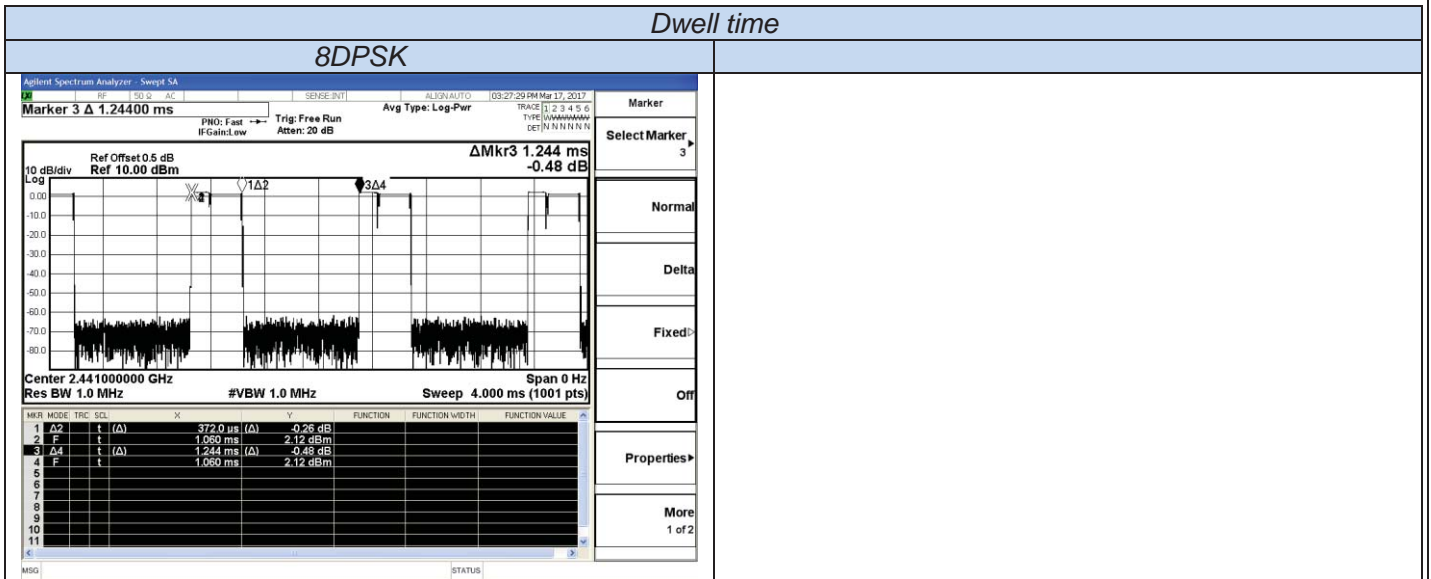 Dwell time
8DPSK
Agilent Spectrum Analyzer - Swept SA
RF 50 Ω AC SENSE:INT ALIGN AUTO 03:27:29 PM Mar 17, 2017
Marker 3 Δ 1.24400 ms
PNO: Fast
IFGain:Low
Trig: Free Run
Atten: 20 dB
Avg Type: Log-Pwr
TRACE 1 2 3 4 5 6
TYPE
DET N N N N N N
Marker
Select Marker
3
ΔMkr3 1.244 ms
-0.48 dB
Ref Offset 0.5 dB
10 dB/div Ref 10.00 dBm
Log
1Δ2
3Δ4
0.00
-10.0
-20.0
-30.0
-40.0
-50.0
-60.0
-70.0
-80.0
Normal
Delta
Fixed
Off
Center 2.441000000 GHz Span 0 Hz
Res BW 1.0 MHz #VBW 1.0 MHz Sweep 4.000 ms (1001 pts)
MKR MODE TRC SCL X Y FUNCTION FUNCTION WIDTH FUNCTION VALUE
1 Δ2 t (Δ) 372.0 µs (Δ) -0.26 dB
2 F t 1.060 ms 2.12 dBm
3 Δ4 t (Δ) 1.244 ms (Δ) -0.48 dB
4 F t 1.060 ms 2.12 dBm
5
6
7
8
9
10
11
Properties
More
1 of 2
MSG STATUS